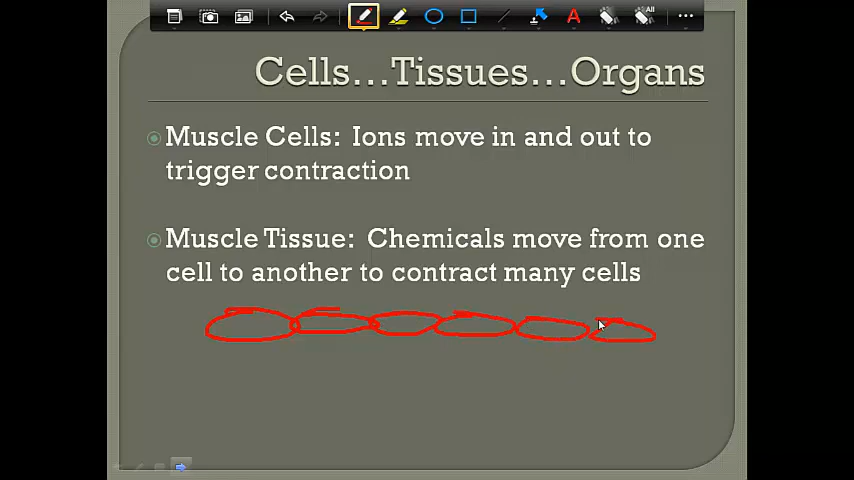 All
A
Cells...Tissues...Organs
Muscle Cells: Ions move in and out to
trigger contraction
Muscle Tissue: Chemicals move from one
cell to another to contract many cells